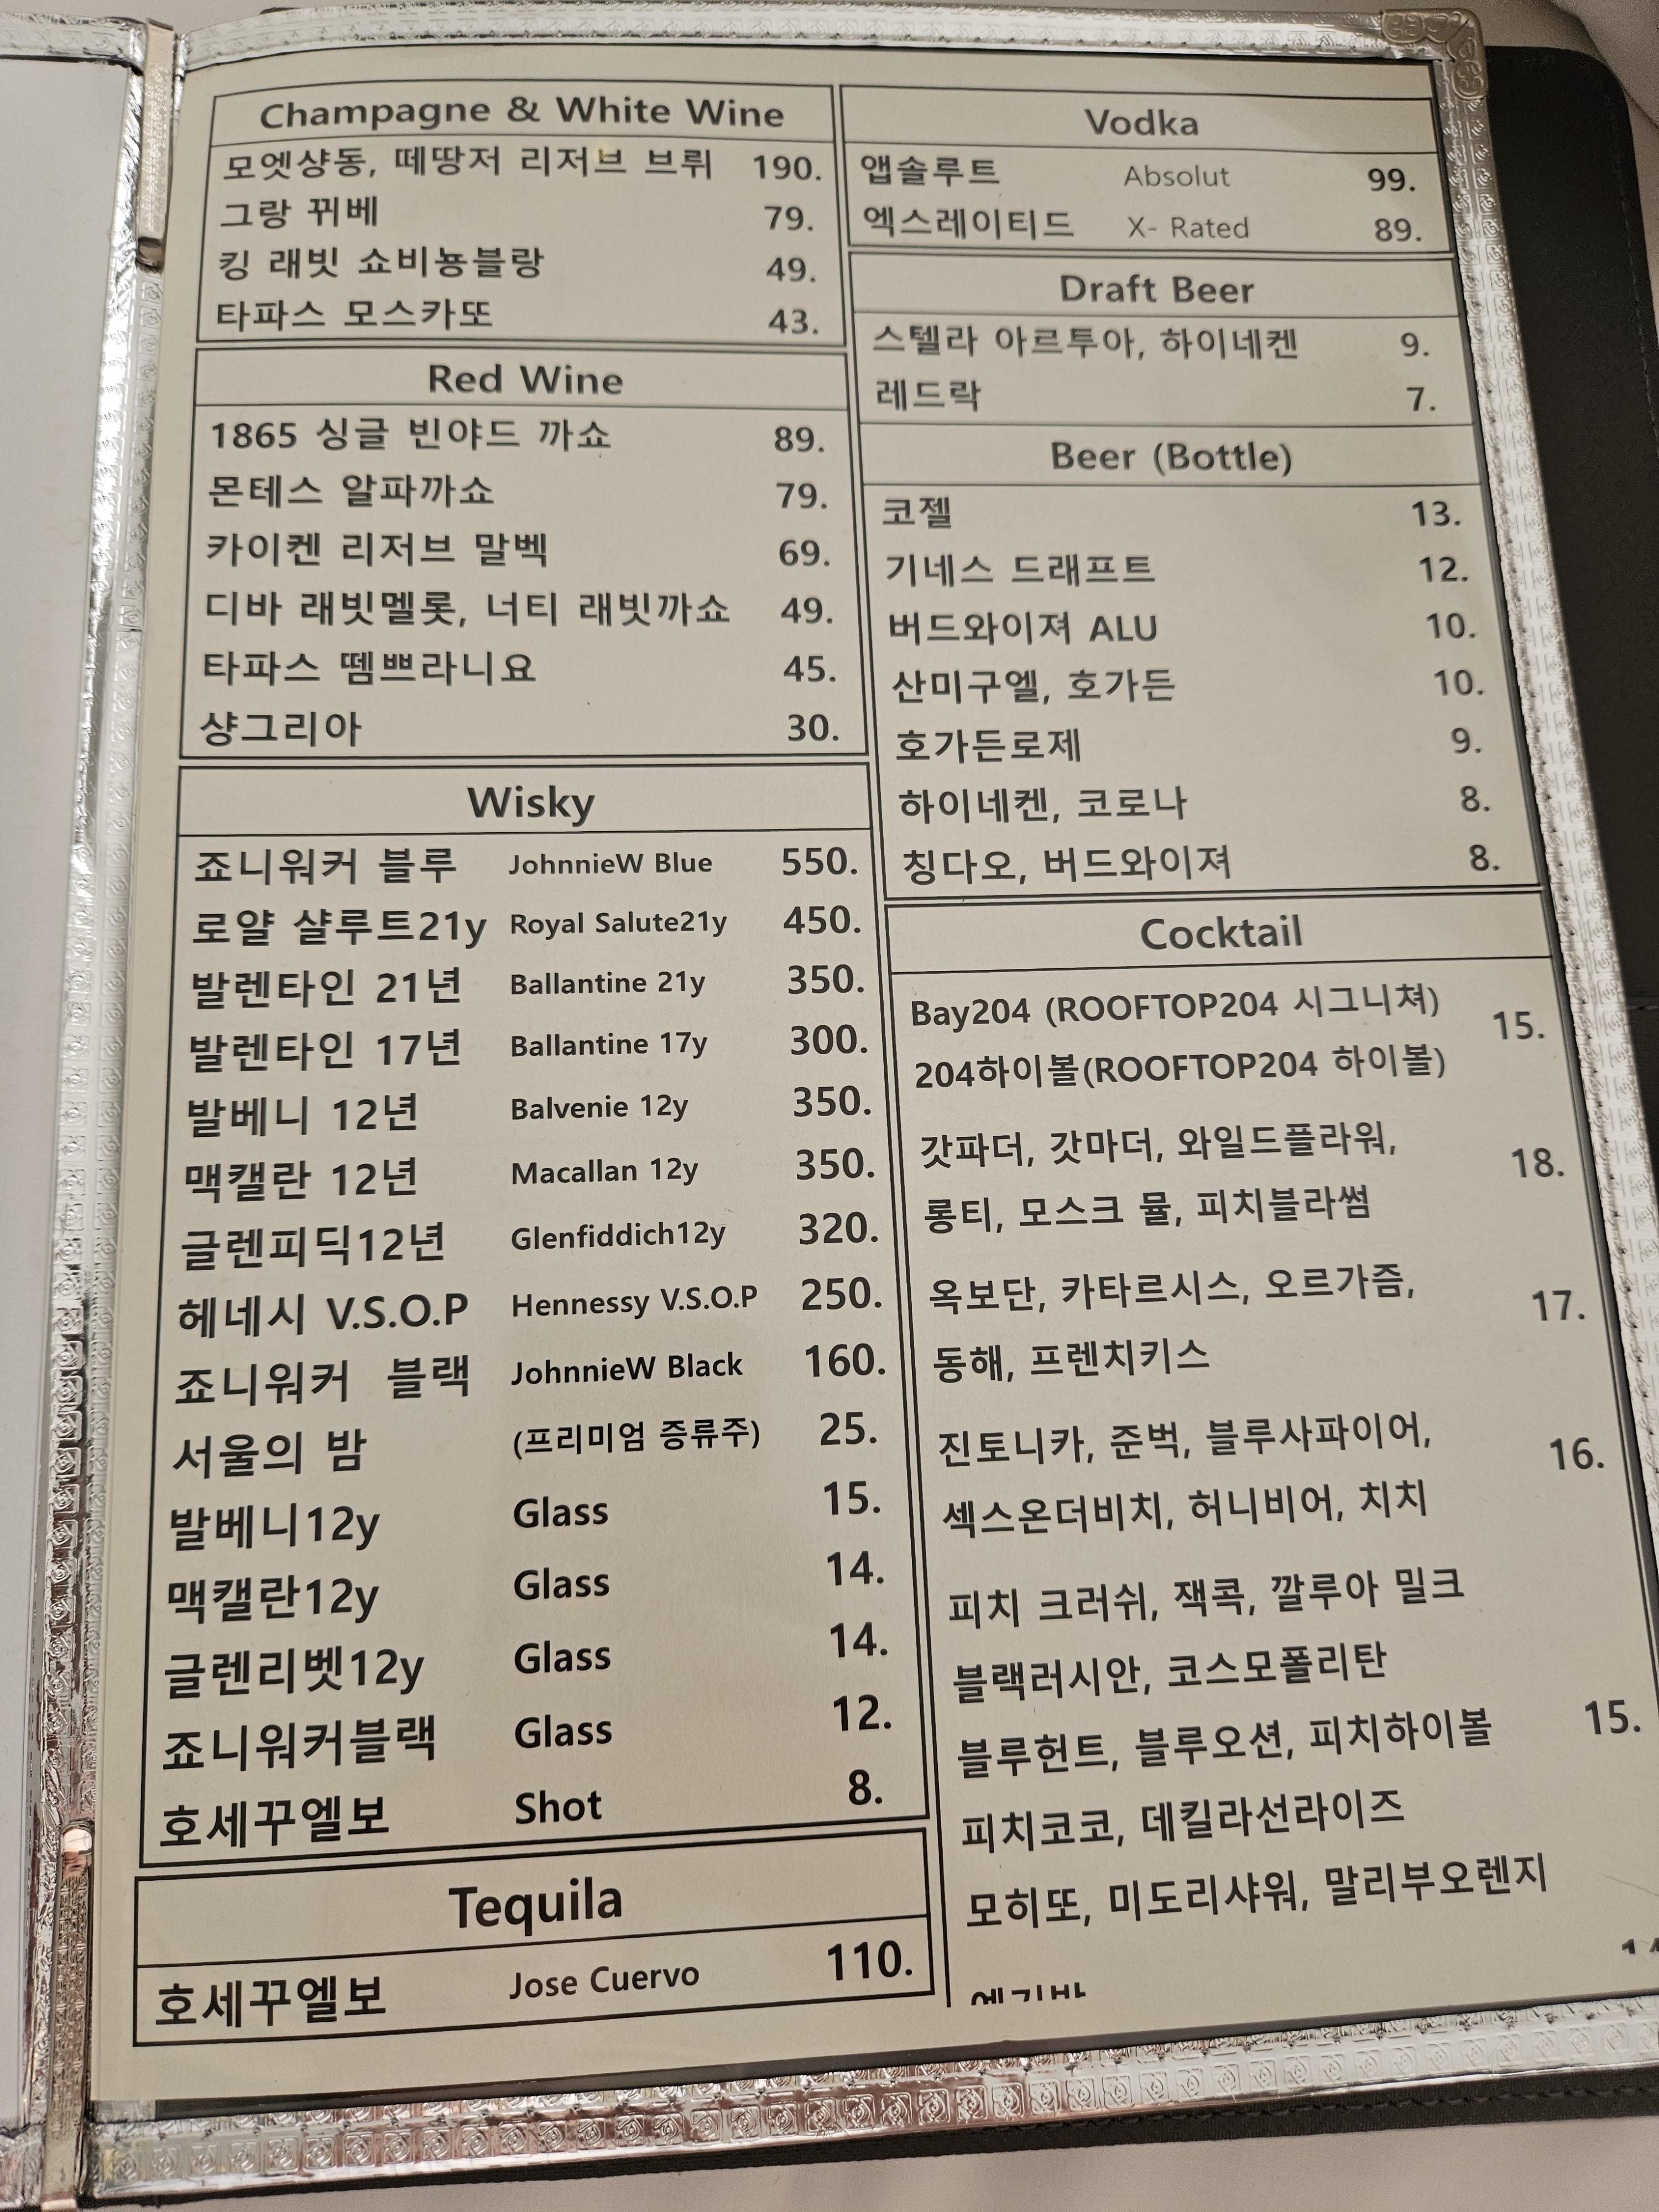 Champagne & White Wine
모엣샹동, 떼땅저 리저브 브뤼 190.
그랑 뀌베 79.
킹 래빗 쇼비뇽블랑 49.
타파스 모스카또 43.
Red Wine
1865 싱글 빈야드 까쇼 89.
몬테스 알파까쇼 79.
카이켄 리저브 말벡 69.
디바 래빗멜롯, 너티 래빗까쇼 49.
타파스 뗌쁘라니요 45.
샹그리아 30.
Wisky
죠니워커 블루 JohnnieW Blue 550.
로얄 샬루트21y Royal Salute21y 450.
발렌타인 21년 Ballantine 21y 350.
발렌타인 17년 Ballantine 17y 300.
발베니 12년 Balvenie 12y 350.
맥캘란 12년 Macallan 12y 350.
글렌피딕12년 Glenfiddich12y 320.
헤네시 V.S.O.P Hennessy V.S.O.P 250.
죠니워커 블랙 JohnnieW Black 160.
서울의 밤 (프리미엄 증류주) 25.
발베니12y Glass 15.
맥캘란12y Glass 14.
글렌리벳12y Glass 14.
죠니워커블랙 Glass 12.
호세꾸엘보 Shot 8.
Tequila
호세꾸엘보 Jose Cuervo 110.
Vodka
앱솔루트 Absolut 99.
엑스레이티드 X- Rated 89.
Draft Beer
스텔라 아르투아, 하이네켄 9.
레드락 7.
Beer (Bottle)
코젤 13.
기네스 드래프트 12.
버드와이져 ALU 10.
산미구엘, 호가든 10.
호가든로제 9.
하이네켄, 코로나 8.
칭다오, 버드와이져 8.
Cocktail
Bay204 (ROOFTOP204 시그니쳐)
15.
204하이볼(ROOFTOP204 하이볼)
갓파더, 갓마더, 와일드플라워,
18.
롱티, 모스크 뮬, 피치블라썸
옥보단, 카타르시스, 오르가즘,
17.
동해, 프렌치키스
진토니카, 준벅, 블루사파이어,
16.
섹스온더비치, 허니비어, 치치
피치 크러쉬, 잭콕, 깔루아 밀크
블랙러시안, 코스모폴리탄
블루헌트, 블루오션, 피치하이볼 15.
피치코코, 데킬라선라이즈
모히또, 미도리샤워, 말리부오렌지